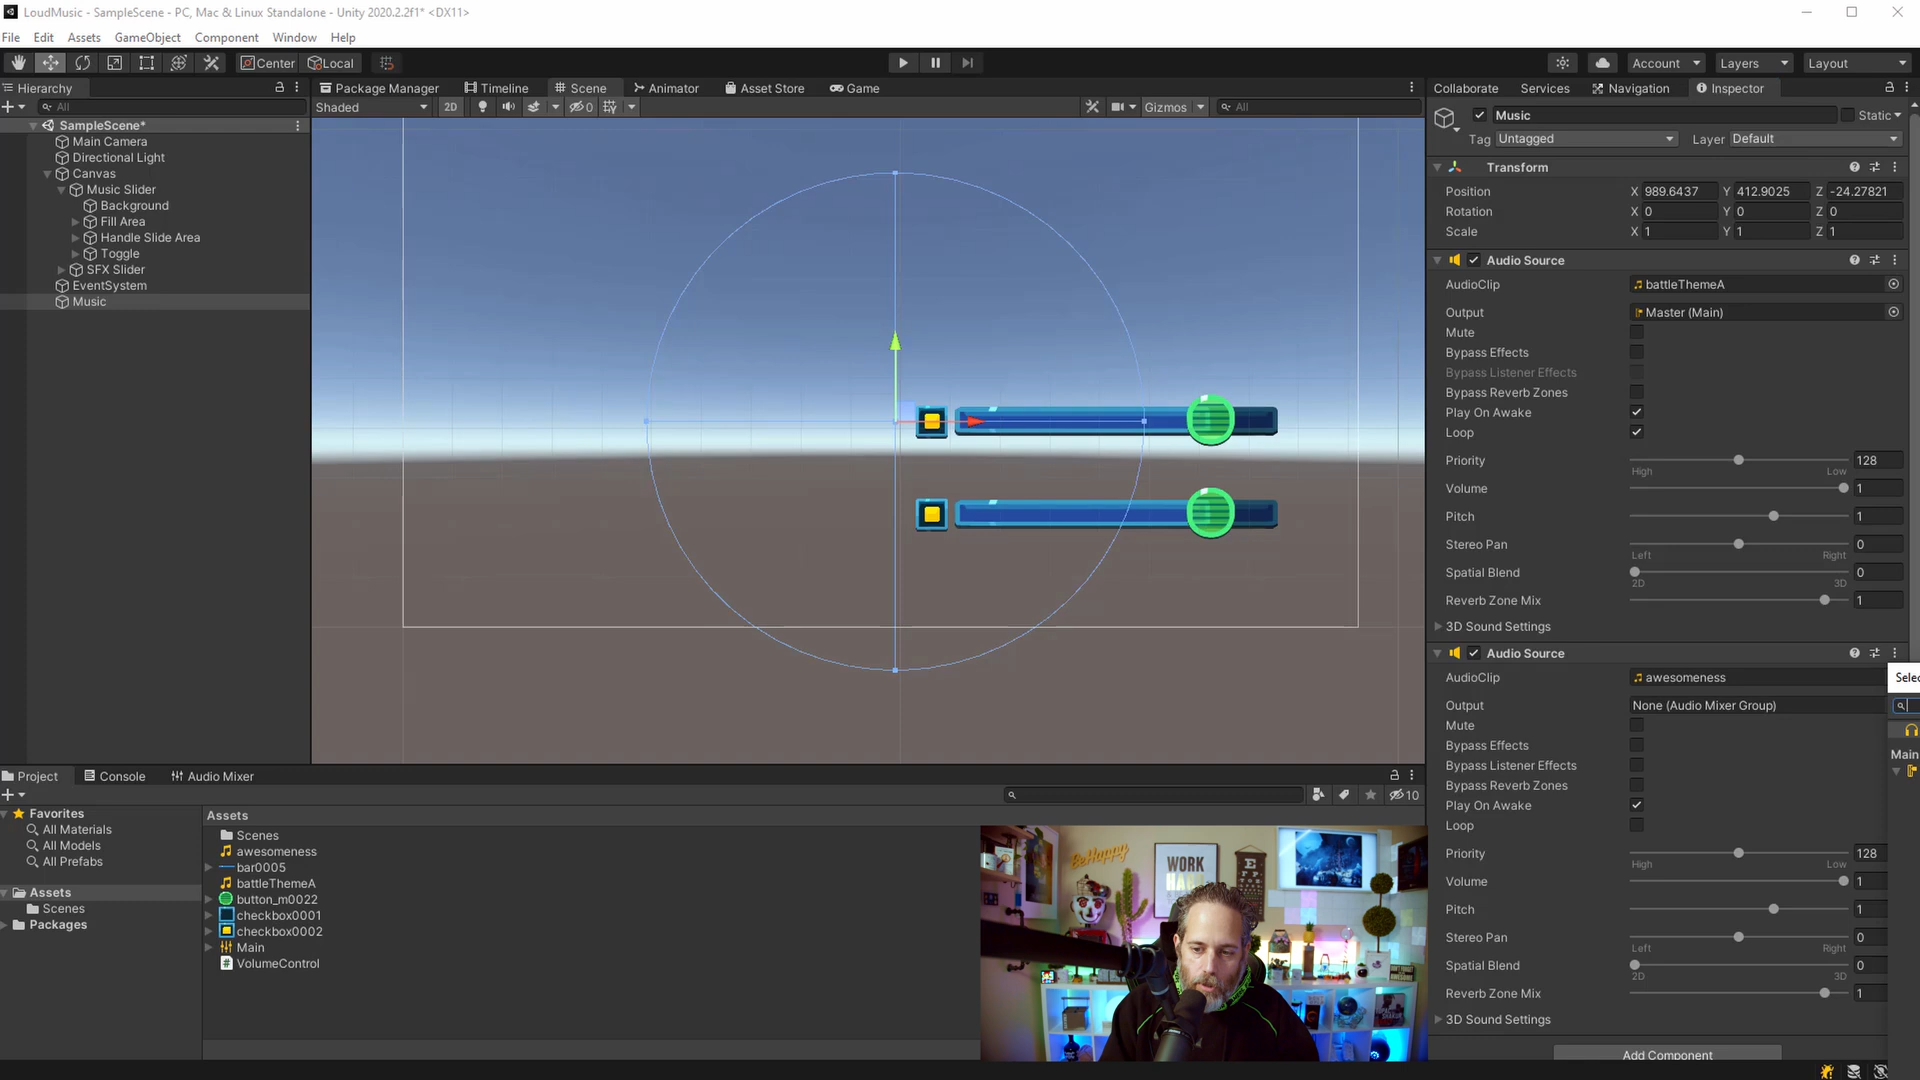 LoudMusic - SampleScene - PC, Mac & Linux Standalone - Unity 2020.2.2f1* <DX11>
File Edit Assets GameObject Component Window Help
Center Local Account Layers Layout
Hierarchy
All
SampleScene*
Main Camera
Directional Light
Canvas
Music Slider
Background
Fill Area
Handle Slide Area
Toggle
SFX Slider
EventSystem
Music
Package Manager Timeline Scene Animator Asset Store Game
Shaded 2D 0 Gizmos All
Collaborate Services Navigation Inspector
Music Static
Tag Untagged Layer Default
Transform
Position X 989.6437 Y 412.9025 Z -24.27821
Rotation X 0 Y 0 Z 0
Scale X 1 Y 1 Z 1
Audio Source
AudioClip battleThemeA
Output Master (Main)
Mute
Bypass Effects
Bypass Listener Effects
Bypass Reverb Zones
Play On Awake
Loop
Priority 128
High Low
Volume 1
Pitch 1
Stereo Pan 0
Left Right
Spatial Blend 0
2D 3D
Reverb Zone Mix 1
3D Sound Settings
Audio Source
AudioClip awesomeness
Output None (Audio Mixer Group)
Mute
Bypass Effects
Bypass Listener Effects
Bypass Reverb Zones
Play On Awake
Loop
Priority 128
High Low
Volume 1
Pitch 1
Stereo Pan 0
Left Right
Spatial Blend 0
2D 3D
Reverb Zone Mix 1
3D Sound Settings
Add Component
Selec
Main
Project Console Audio Mixer
10
Favorites
All Materials
All Models
All Prefabs
Assets
Scenes
Packages
Assets
Scenes
awesomeness
bar0005
battleThemeA
button_m0022
checkbox0001
checkbox0002
Main
VolumeControl
Be Happy
WORK
HA
E
F P